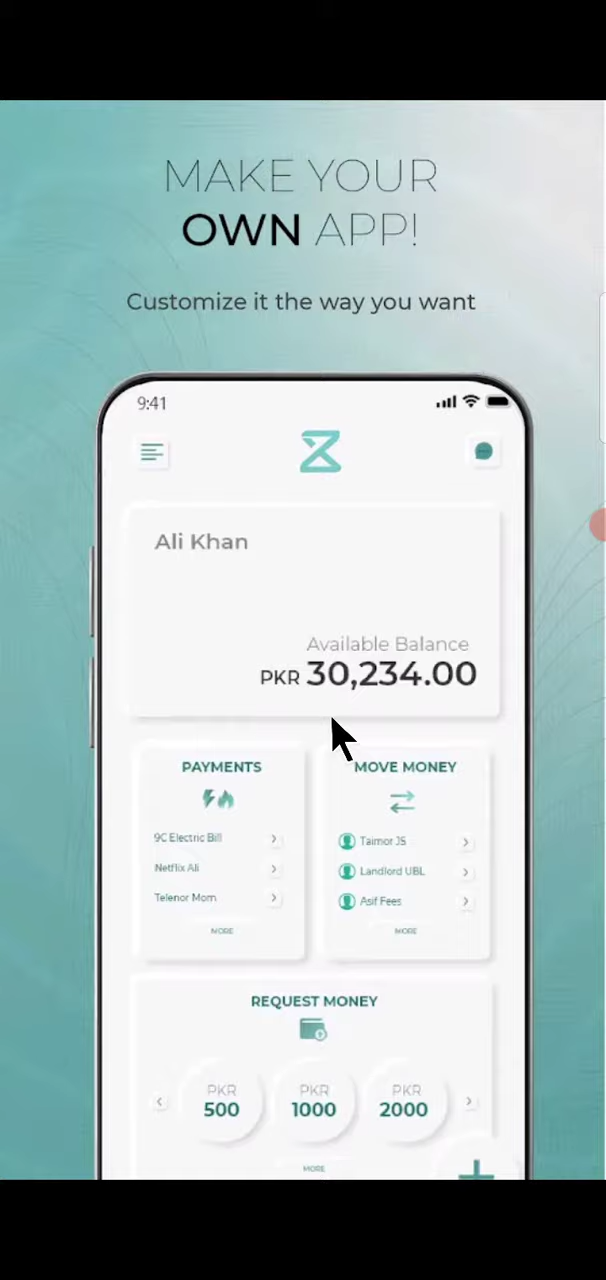 MAKE YOUR
OWN APP!
Customize it the way you want
9:41
Ali Khan
Available Balance
PKR 30,234.00
PAYMENTS
9C Electric Bill
Netflix Ali
Telenor Mom
MORE
MOVE MONEY
Taimor JS
Landlord UBL
Asif Fees
MORE
REQUEST MONEY
PKR
500
PKR
1000
PKR
2000
MORE